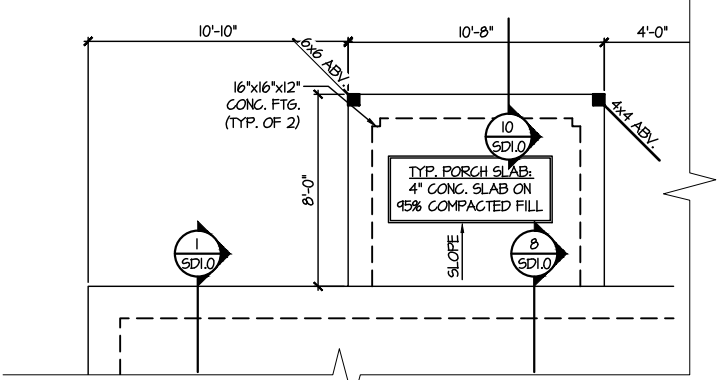 10'-10"
10'-8"
4'-0"
6x6 ABV.
16"x16"x12"
CONC. FTG.
(TYP. OF 2)
4x4 ABV.
10
SD1.0
TYP. PORCH SLAB:
4" CONC. SLAB ON
95% COMPACTED FILL
8'-0"
SLOPE
1
SD1.0
8
SD1.0